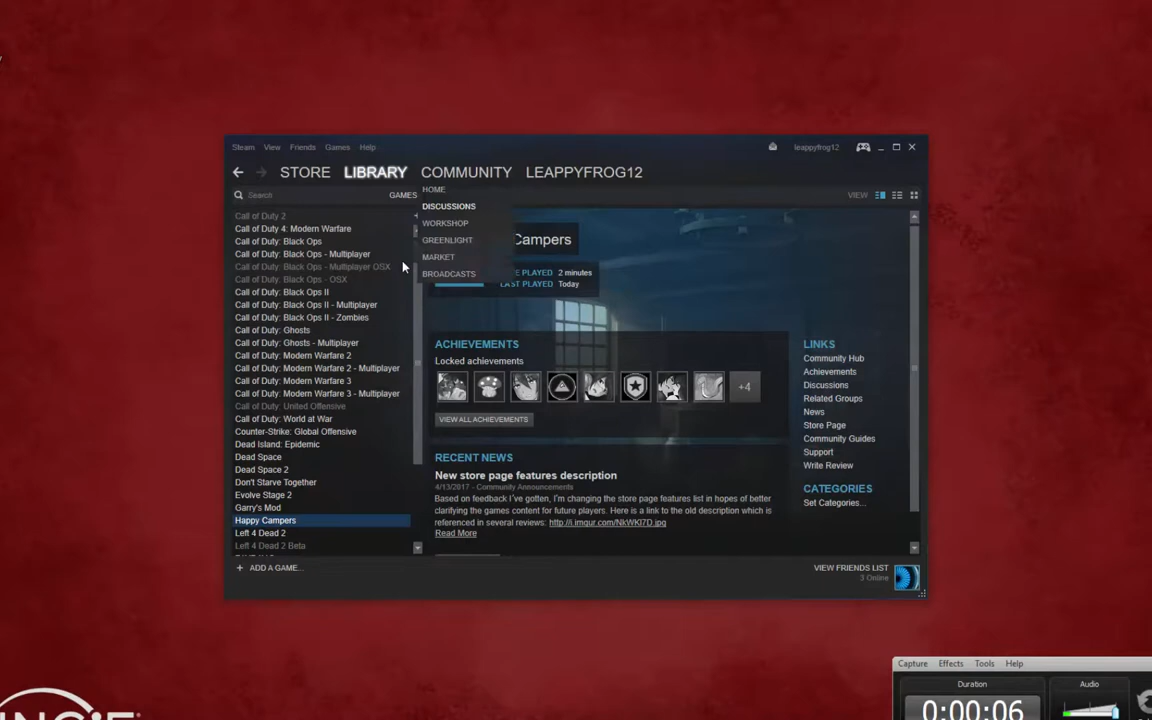 Steam View Friends Games Help leappyfrog12
STORE LIBRARY COMMUNITY LEAPPYFROG12
Search GAMES VIEW
HOME
DISCUSSIONS
WORKSHOP
GREENLIGHT
MARKET
BROADCASTS
Call of Duty 2
Call of Duty 4: Modern Warfare
Call of Duty: Black Ops
Call of Duty: Black Ops - Multiplayer
Call of Duty: Black Ops - Multiplayer OSX
Call of Duty: Black Ops - OSX
Call of Duty: Black Ops II
Call of Duty: Black Ops II - Multiplayer
Call of Duty: Black Ops II - Zombies
Call of Duty: Ghosts
Call of Duty: Ghosts - Multiplayer
Call of Duty: Modern Warfare 2
Call of Duty: Modern Warfare 2 - Multiplayer
Call of Duty: Modern Warfare 3
Call of Duty: Modern Warfare 3 - Multiplayer
Call of Duty: United Offensive
Call of Duty: World at War
Counter-Strike: Global Offensive
Dead Island: Epidemic
Dead Space
Dead Space 2
Don't Starve Together
Evolve Stage 2
Garry's Mod
Happy Campers
Left 4 Dead 2
Left 4 Dead 2 Beta
+ ADD A GAME...
Campers
E PLAYED 2 minutes
LAST PLAYED Today
ACHIEVEMENTS
Locked achievements
+4
VIEW ALL ACHIEVEMENTS
RECENT NEWS
New store page features description
4/13/2017 - Community Announcements
Based on feedback I've gotten, I'm changing the store page features list in hopes of better
clarifying the games content for future players. Here is a link to the old description which is
referenced in several reviews: http://i.imgur.com/NkWKI7D.jpg
Read More
LINKS
Community Hub
Achievements
Discussions
Related Groups
News
Store Page
Community Guides
Support
Write Review
CATEGORIES
Set Categories...
VIEW FRIENDS LIST
3 Online
Capture Effects Tools Help
Duration Audio
0:00:06